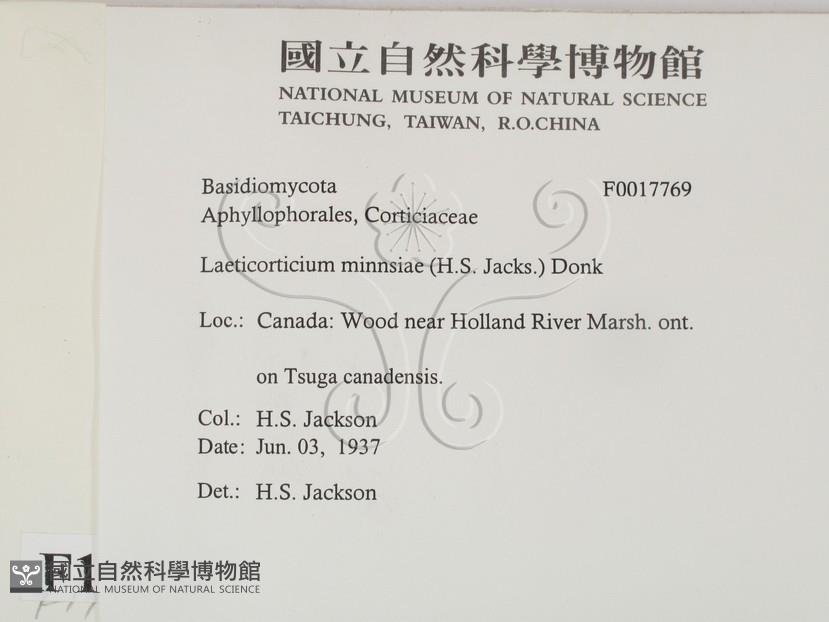 國立自然科學博物館
NATIONAL MUSEUM OF NATURAL SCIENCE
TAICHUNG, TAIWAN, R.O.CHINA
Basidiomycota F0017769
Aphyllophorales, Corticiaceae
Laeticorticium minnsiae (H.S. Jacks.) Donk
Loc.: Canada: Wood near Holland River Marsh. ont.
on Tsuga canadensis.
Col.: H.S. Jackson
Date: Jun. 03, 1937
Det.: H.S. Jackson
F1
國立自然科學博物館
NATIONAL MUSEUM OF NATURAL SCIENCE